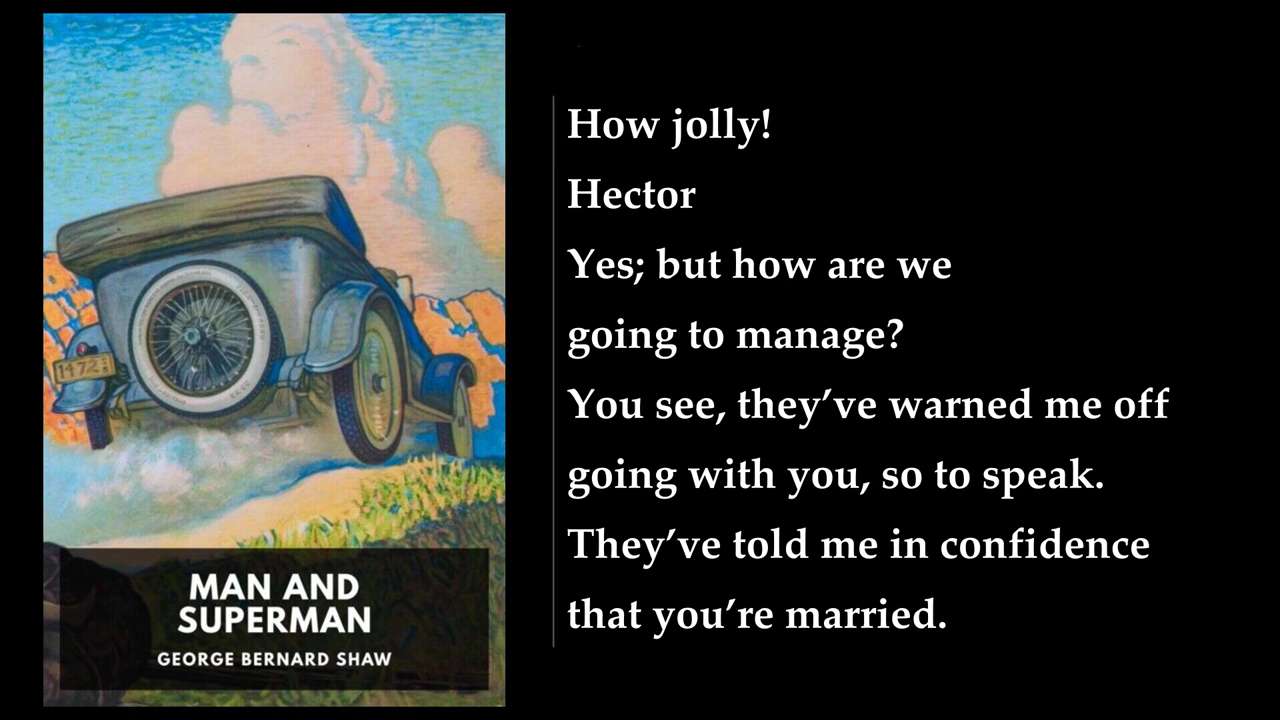 How jolly!
Hector
Yes; but how are we
going to manage?
You see, they’ve warned me off
going with you, so to speak.
They’ve told me in confidence
that you’re married.
1472
MAN AND
SUPERMAN
GEORGE BERNARD SHAW